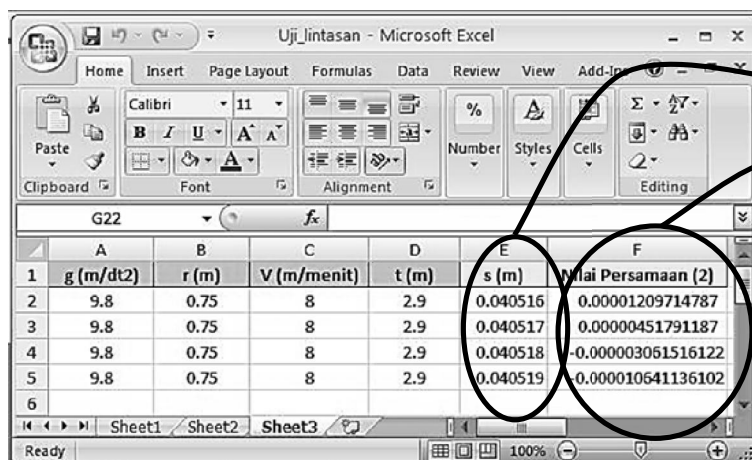 Uji_lintasan - Microsoft Excel
Home Insert Page Layout Formulas Data Review View Add-Ins
Paste
Clipboard
Calibri 11
B I U A A
A
Font
Alignment
%
Number
Styles
Cells
Σ
Editing
G22 fx
A B C D E F
1 g (m/dt2) r (m) V (m/menit) t (m) s (m) Nilai Persamaan (2)
2 9.8 0.75 8 2.9 0.040516 0.00001209714787
3 9.8 0.75 8 2.9 0.040517 0.00000451791187
4 9.8 0.75 8 2.9 0.040518 -0.000003061516122
5 9.8 0.75 8 2.9 0.040519 -0.000010641136102
6
Sheet1 Sheet2 Sheet3
Ready 100%